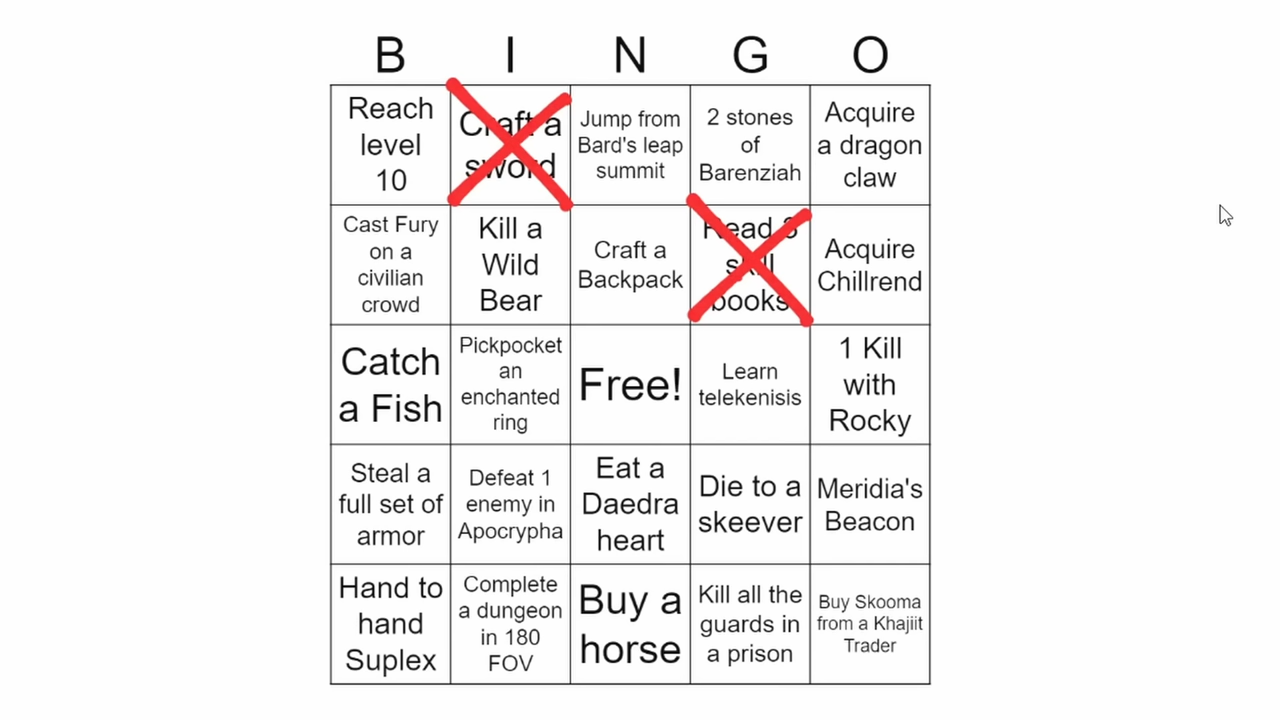 B I N G O
Reach
level
10
Craft a
sword
Jump from
Bard's leap
summit
2 stones
of
Barenziah
Acquire
a dragon
claw
Cast Fury
on a
civilian
crowd
Kill a
Wild
Bear
Craft a
Backpack
Read 3
skill
books
Acquire
Chillrend
Catch
a Fish
Pickpocket
an
enchanted
ring
Free!
Learn
telekenisis
1 Kill
with
Rocky
Steal a
full set of
armor
Defeat 1
enemy in
Apocrypha
Eat a
Daedra
heart
Die to a
skeever
Meridia's
Beacon
Hand to
hand
Suplex
Complete
a dungeon
in 180
FOV
Buy a
horse
Kill all the
guards in
a prison
Buy Skooma
from a Khajiit
Trader